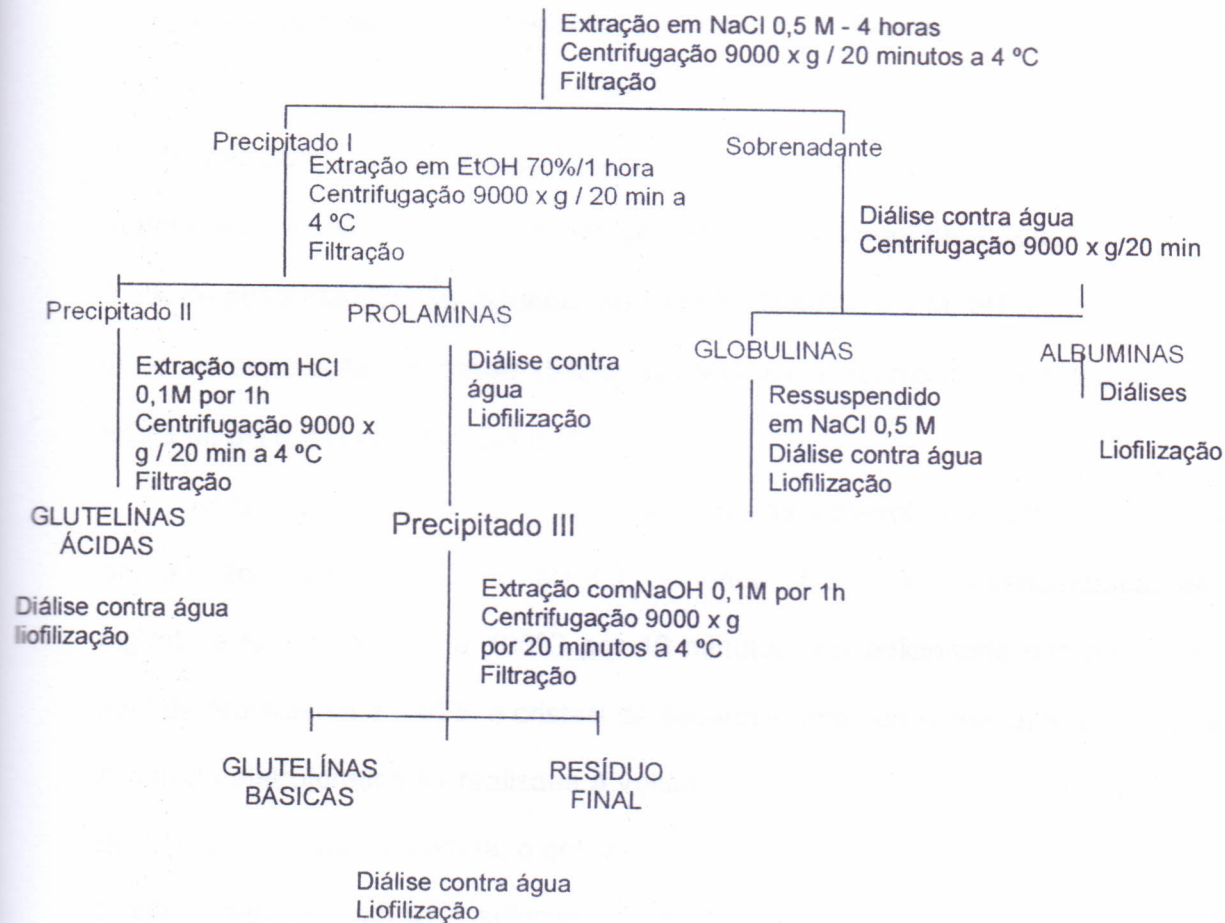 Extração em NaCl 0,5 M - 4 horas
Centrifugação 9000 x g / 20 minutos a 4 ºC
Filtração
Precipitado I
Sobrenadante
Extração em EtOH 70%/1 hora
Centrifugação 9000 x g / 20 min a
4 ºC
Filtração
Diálise contra água
Centrifugação 9000 x g/20 min
Precipitado II
PROLAMINAS
GLOBULINAS
ALBUMINAS
Extração com HCl
0,1M por 1h
Centrifugação 9000 x
g / 20 min a 4 ºC
Filtração
Diálise contra
água
Liofilização
Ressuspendido
em NaCl 0,5 M
Diálise contra água
Liofilização
Diálises
Liofilização
GLUTELÍNAS
ÁCIDAS
Precipitado III
Diálise contra água
liofilização
Extração comNaOH 0,1M por 1h
Centrifugação 9000 x g
por 20 minutos a 4 ºC
Filtração
GLUTELÍNAS
BÁSICAS
RESÍDUO
FINAL
Diálise contra água
Liofilização